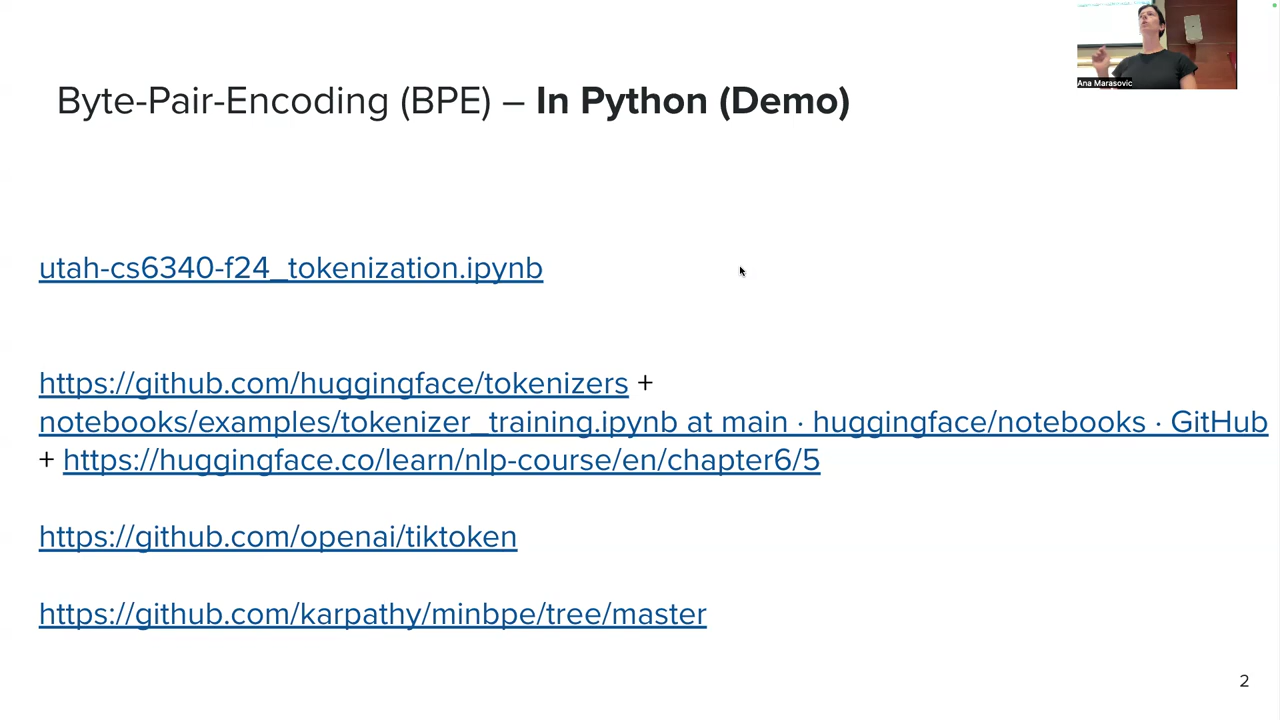 Ana Marasovic
Byte-Pair-Encoding (BPE) – In Python (Demo)
utah-cs6340-f24_tokenization.ipynb
https://github.com/huggingface/tokenizers +
notebooks/examples/tokenizer_training.ipynb at main · huggingface/notebooks · GitHub
+ https://huggingface.co/learn/nlp-course/en/chapter6/5
https://github.com/openai/tiktoken
https://github.com/karpathy/minbpe/tree/master
2